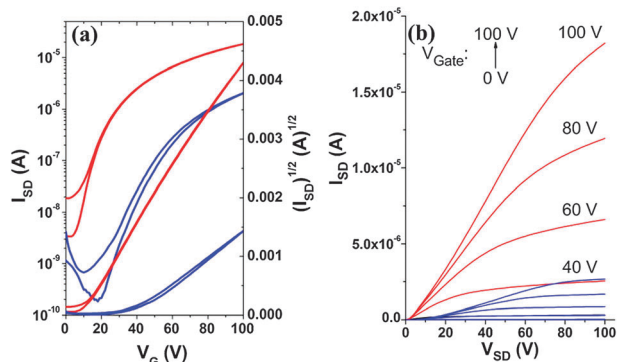 (a)
I_SD (A)
10^-5
10^-6
10^-7
10^-8
10^-9
10^-10
0 20 40 60 80 100
V_G (V)
0.005
0.004
0.003
0.002
0.001
0.000
(I_SD)^1/2 (A)^1/2
(b)
V_Gate: 100 V
0 V
100 V
80 V
60 V
40 V
I_SD (A)
2.0x10^-5
1.5x10^-5
1.0x10^-5
5.0x10^-6
0.0
0 20 40 60 80 100
V_SD (V)